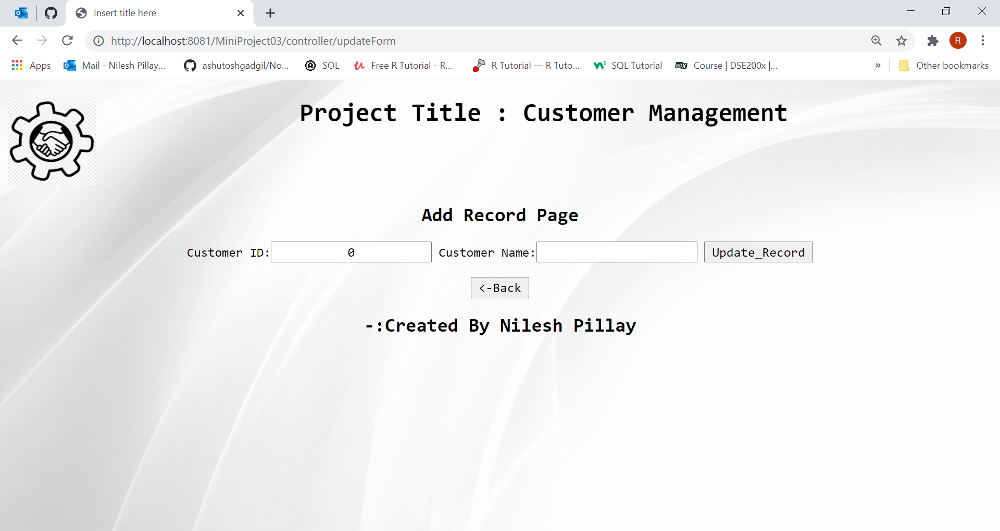 Insert title here
http://localhost:8081/MiniProject03/controller/updateForm
R
Apps Mail - Nilesh Pillay... ashutoshgadgil/No... SQL Free R Tutorial - R... R Tutorial — R Tuto... SQL Tutorial edX Course | DSE200x |... » Other bookmarks
Project Title : Customer Management
Add Record Page
Customer ID: 0 Customer Name: Update_Record
<-Back
-:Created By Nilesh Pillay